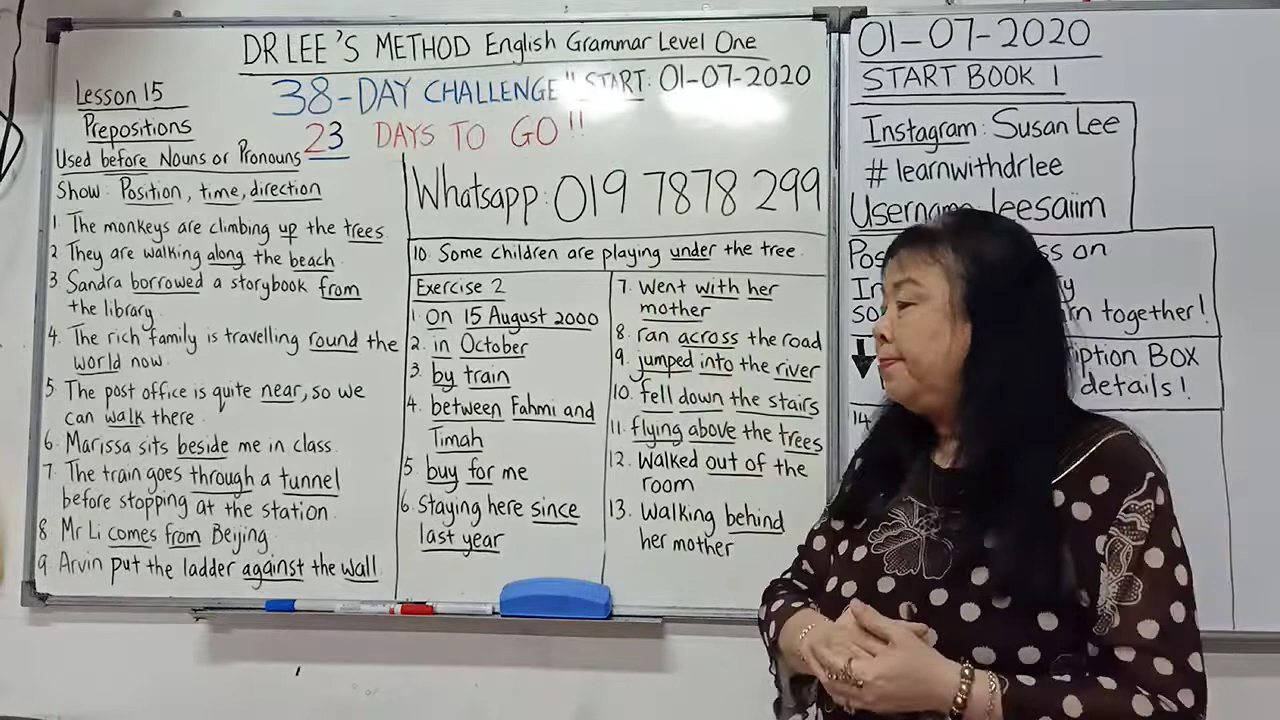 DR LEE'S METHOD English Grammar Level One
38-DAY CHALLENGE" START: 01-07-2020
23 DAYS TO GO!!
Lesson 15
Prepositions
Used before Nouns or Pronouns
Show: Position, time, direction
1. The monkeys are climbing up the trees.
2. They are walking along the beach.
3. Sandra borrowed a storybook from
the library.
4. The rich family is travelling round the
world now.
5. The post office is quite near, so we
can walk there.
6. Marissa sits beside me in class.
7. The train goes through a tunnel
before stopping at the station.
8. Mr Li comes from Beijing.
9. Arvin put the ladder against the wall.
Whatsapp: 019 7878 299
10. Some children are playing under the tree.
Exercise 2
1. On 15 August 2000
2. in October
3. by train
4. between Fahmi and
Timah
5. buy for me
6. Staying here since
last year
7. Went with her
mother
8. ran across the road
9. jumped into the river
10. fell down the stairs
11. flying above the trees
12. Walked out of the
room
13. Walking behind
her mother
01-07-2020
START BOOK 1
Instagram: Susan Lee
# learnwithdrlee
Username leesaiim
on
together!
Box
details!
14